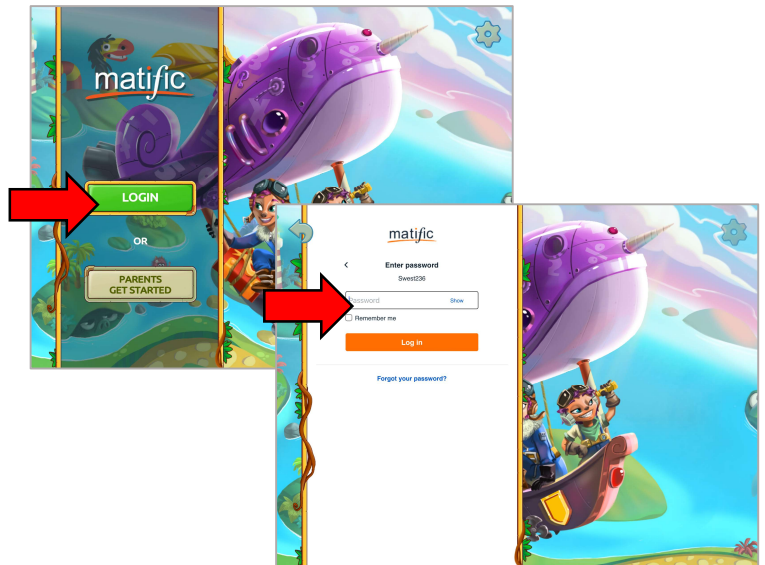 matific
LOGIN
OR
PARENTS
GET STARTED
matific
Enter password
Swest236
Password
Show
Remember me
Log in
Forgot your password?